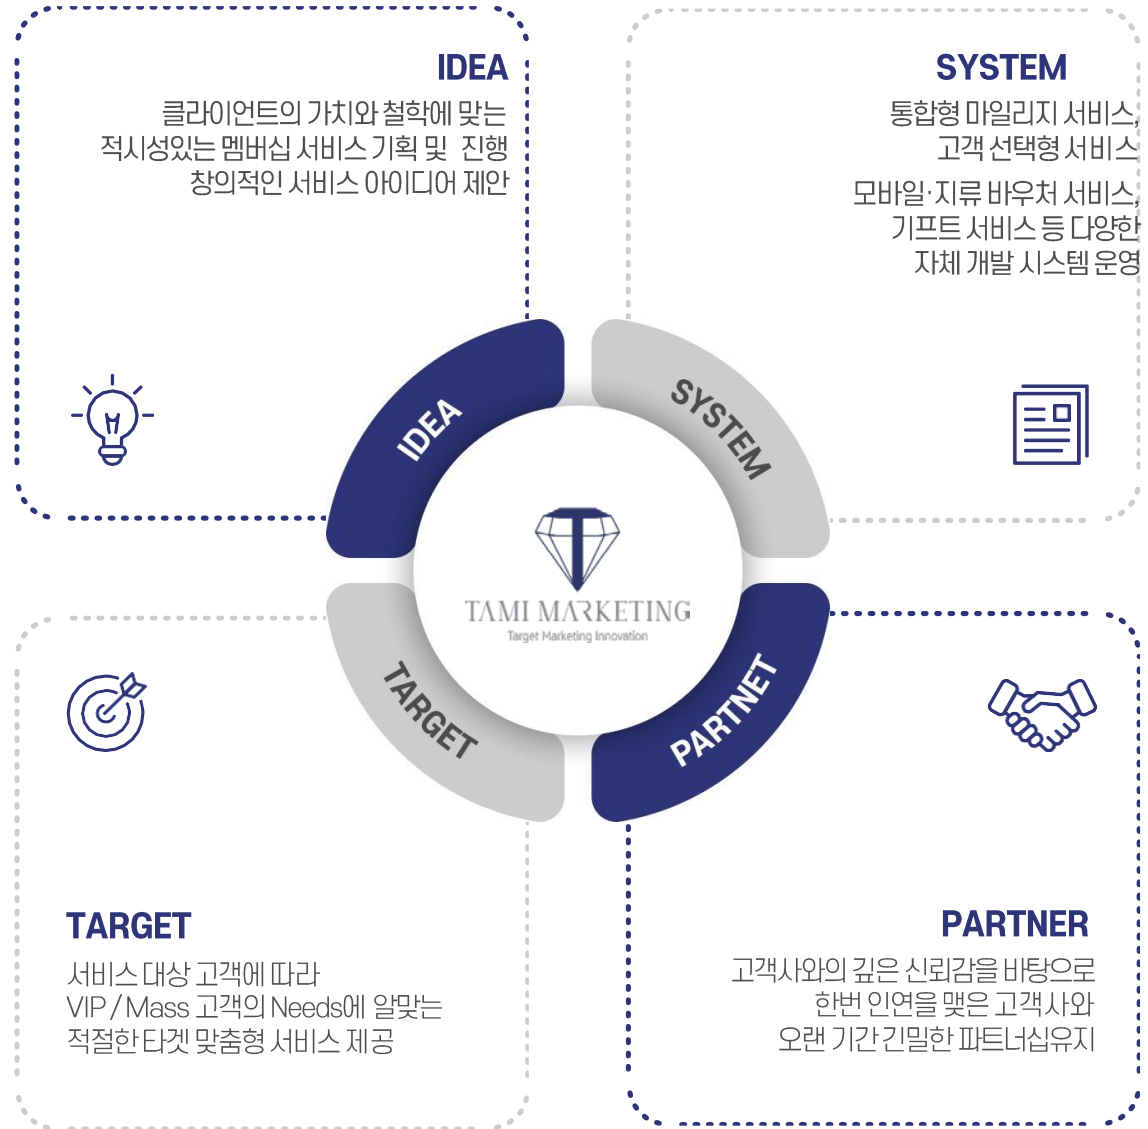 IDEA
클라이언트의 가치와 철학에 맞는
적시성있는 멤버십 서비스 기획 및 진행
창의적인 서비스 아이디어 제안
SYSTEM
통합형 마일리지 서비스,
고객 선택형 서비스
모바일·지류 바우처 서비스,
기프트 서비스 등 다양한
자체 개발 시스템 운영
IDEA
SYSTEM
TAMI MARKETING
Target Marketing Innovation
TARGET
PARTNET
TARGET
서비스 대상 고객에 따라
VIP / Mass 고객의 Needs에 알맞는
적절한 타겟 맞춤형 서비스 제공
PARTNER
고객사와의 깊은 신뢰감을 바탕으로
한번 인연을 맺은 고객사와
오랜 기간 긴밀한 파트너십유지